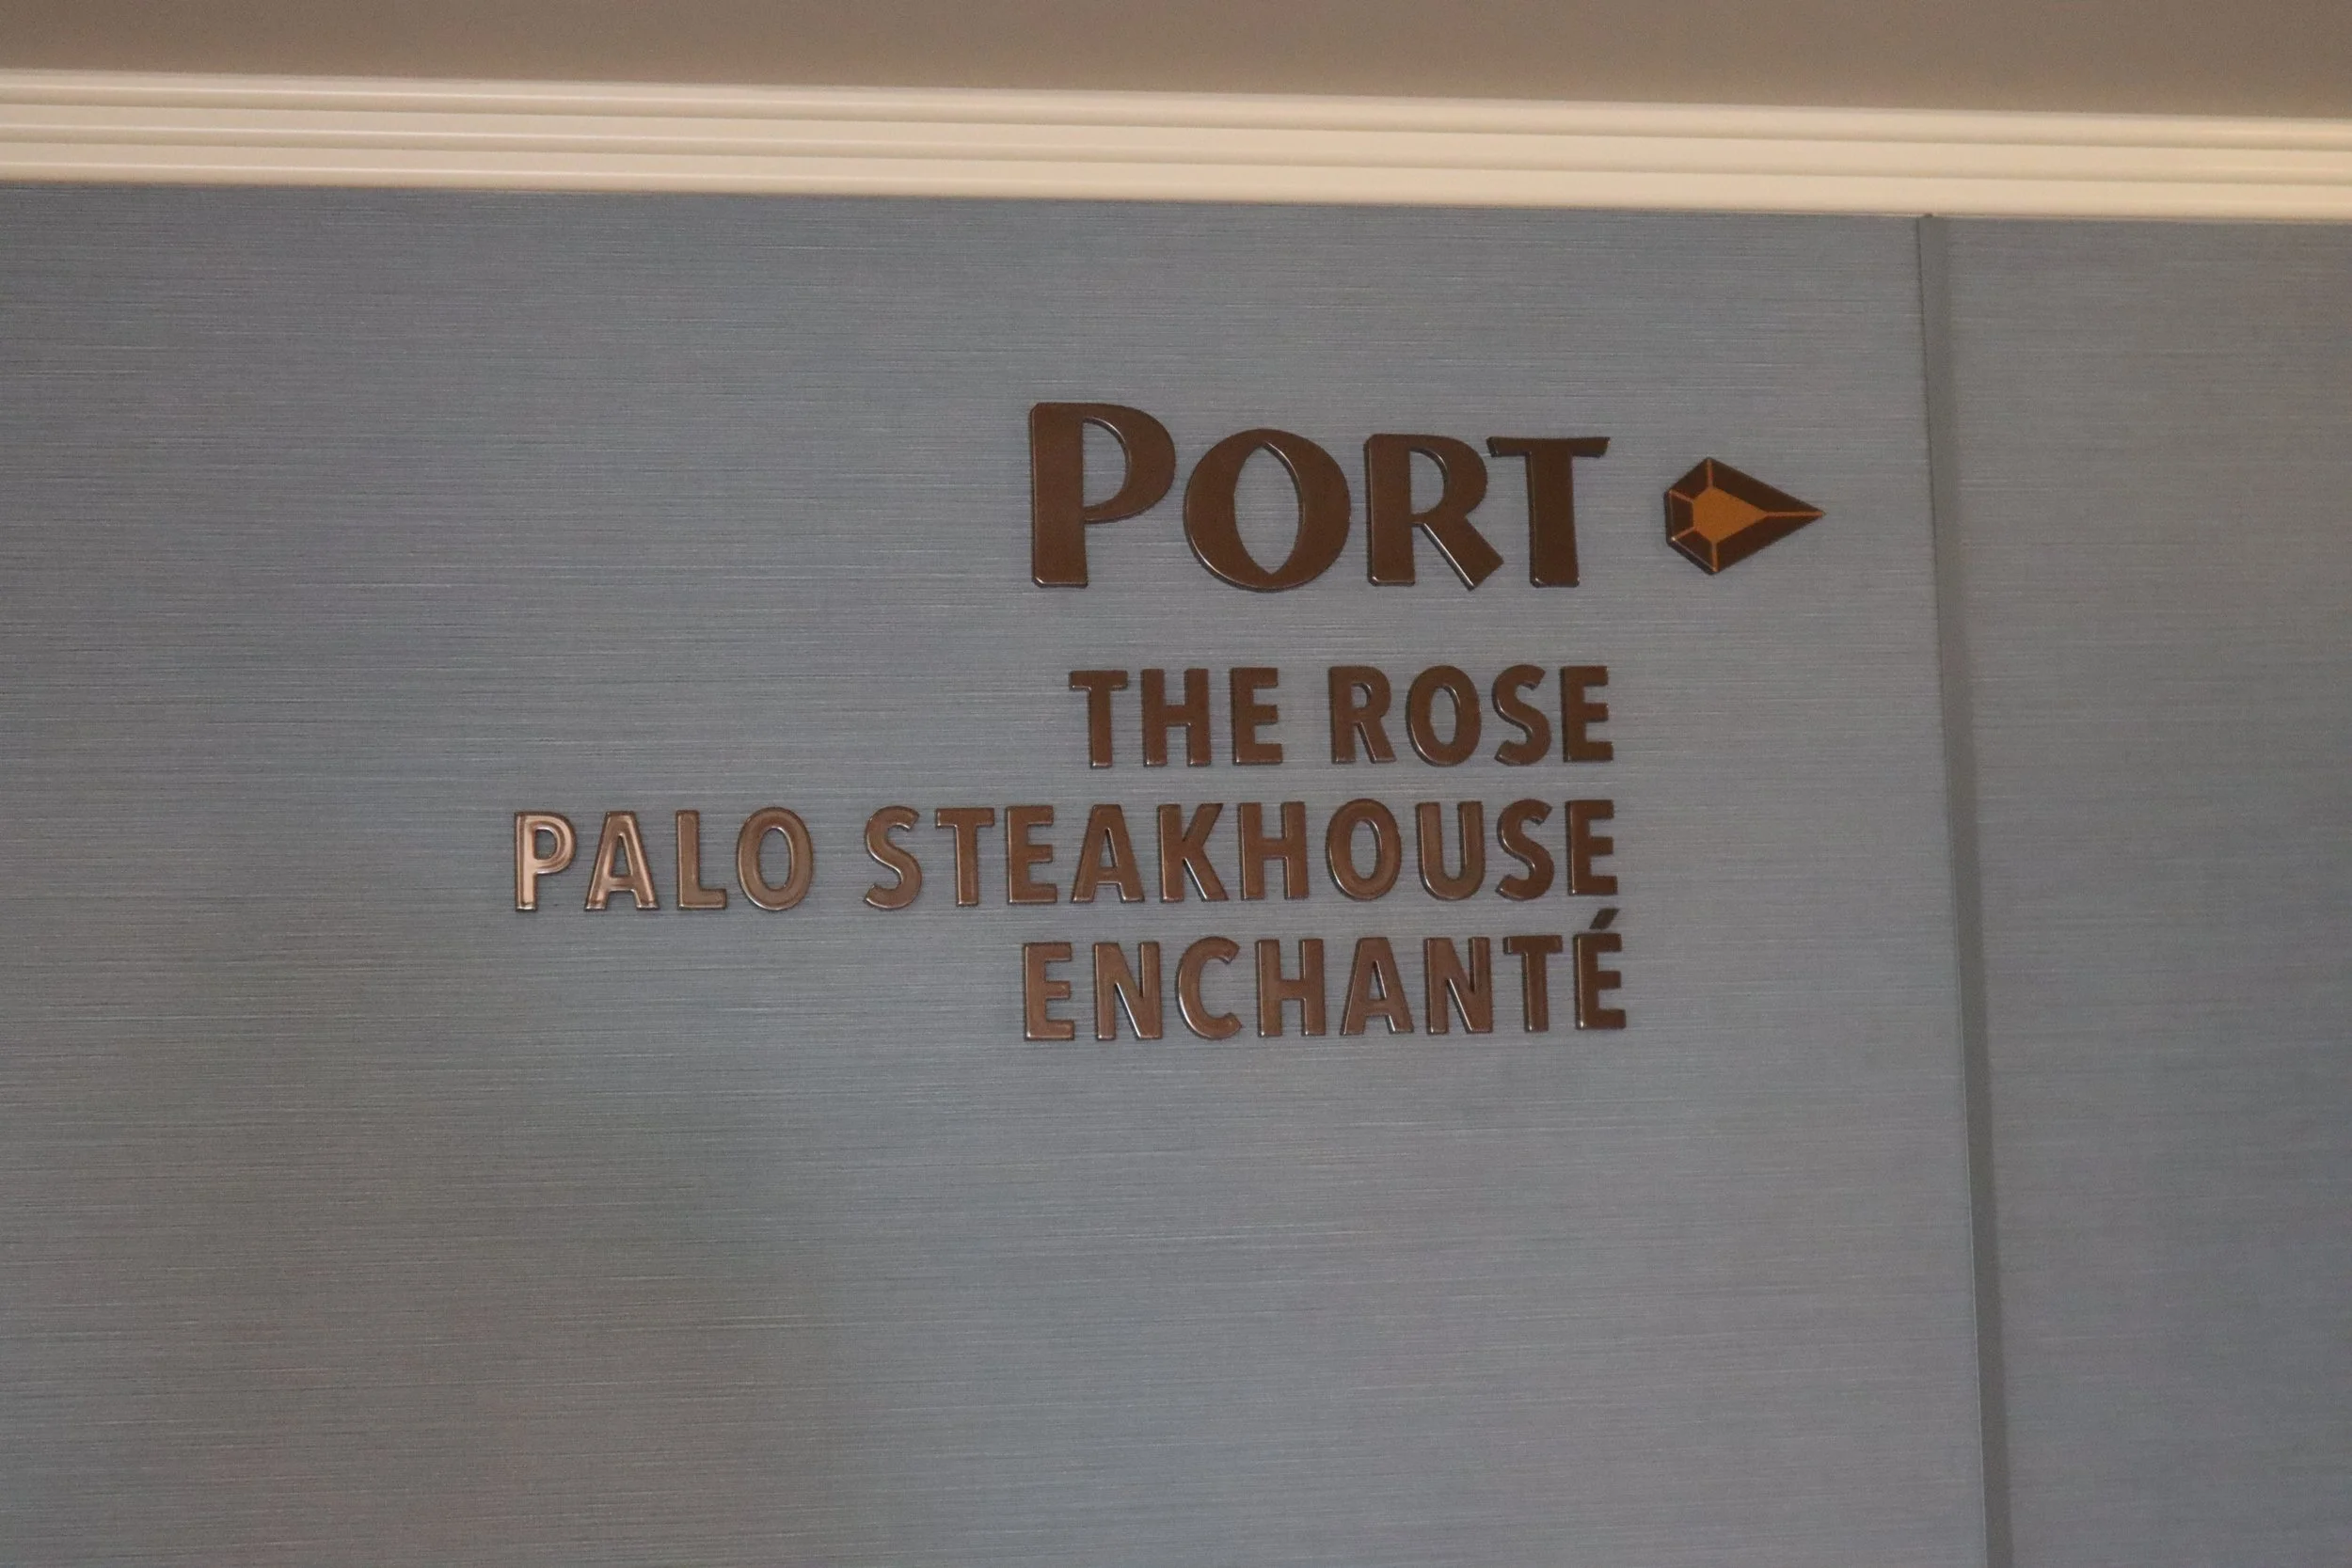 PORT
THE ROSE
PALO STEAKHOUSE
ENCHANTÉ